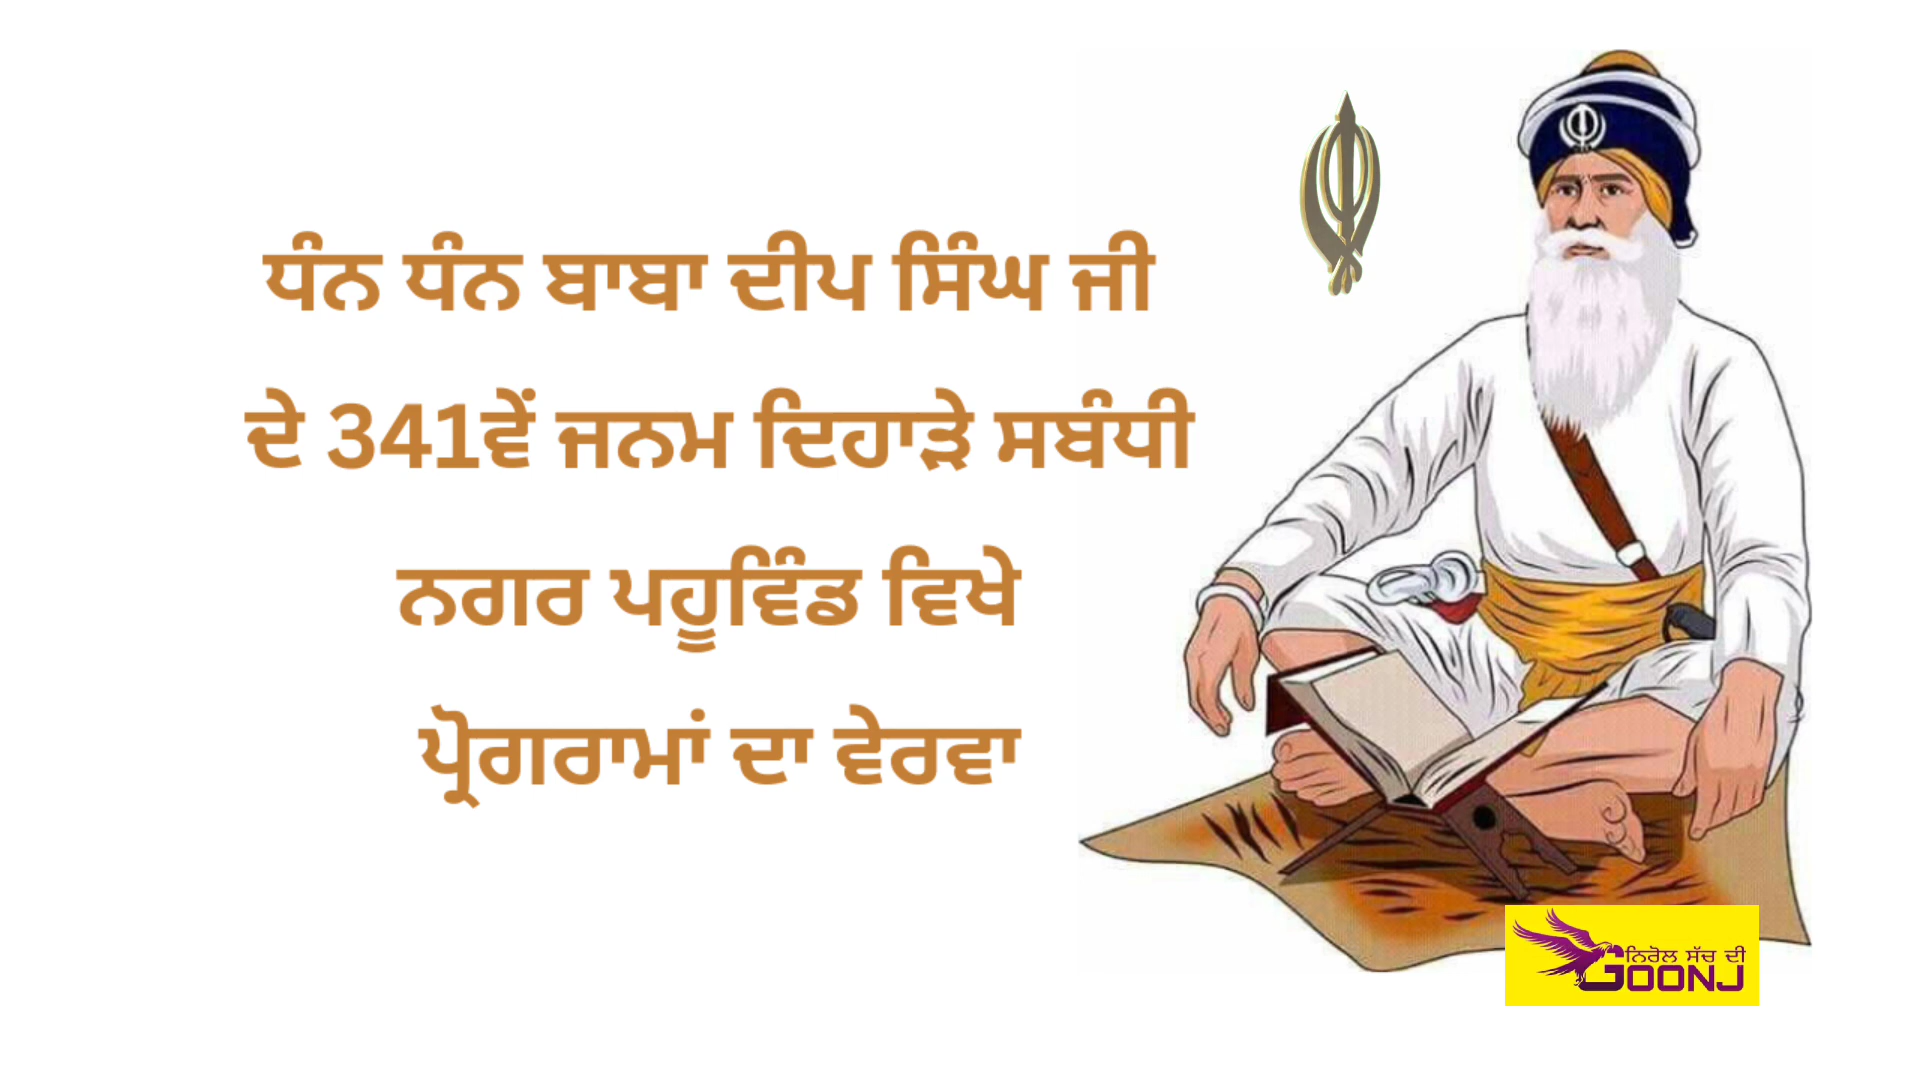 ਧੰਨ ਧੰਨ ਬਾਬਾ ਦੀਪ ਸਿੰਘ ਜੀ
ਦੇ 341ਵੇਂ ਜਨਮ ਦਿਹਾੜੇ ਸਬੰਧੀ
ਨਗਰ ਪਹੂਵਿੰਡ ਵਿਖੇ
ਪ੍ਰੋਗਰਾਮਾਂ ਦਾ ਵੇਰਵਾ
ਨਿਰੋਲ ਸੱਚ ਦੀ
GOONJ